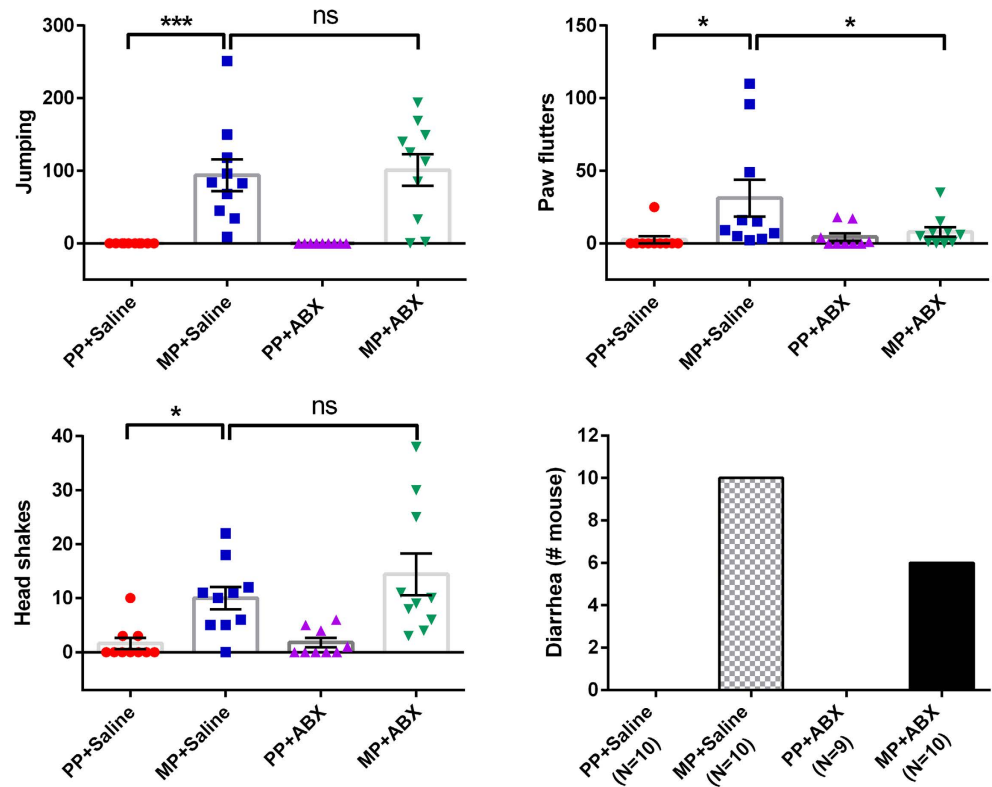 ***
ns
300
200
100
0
Jumping
PP+Saline
MP+Saline
PP+ABX
MP+ABX
*
*
150
100
50
0
Paw flutters
PP+Saline
MP+Saline
PP+ABX
MP+ABX
*
ns
40
30
20
10
0
Head shakes
PP+Saline
MP+Saline
PP+ABX
MP+ABX
12
10
8
6
4
2
0
Diarrhea (# mouse)
PP+Saline
(N=10)
MP+Saline
(N=10)
PP+ABX
(N=9)
MP+ABX
(N=10)